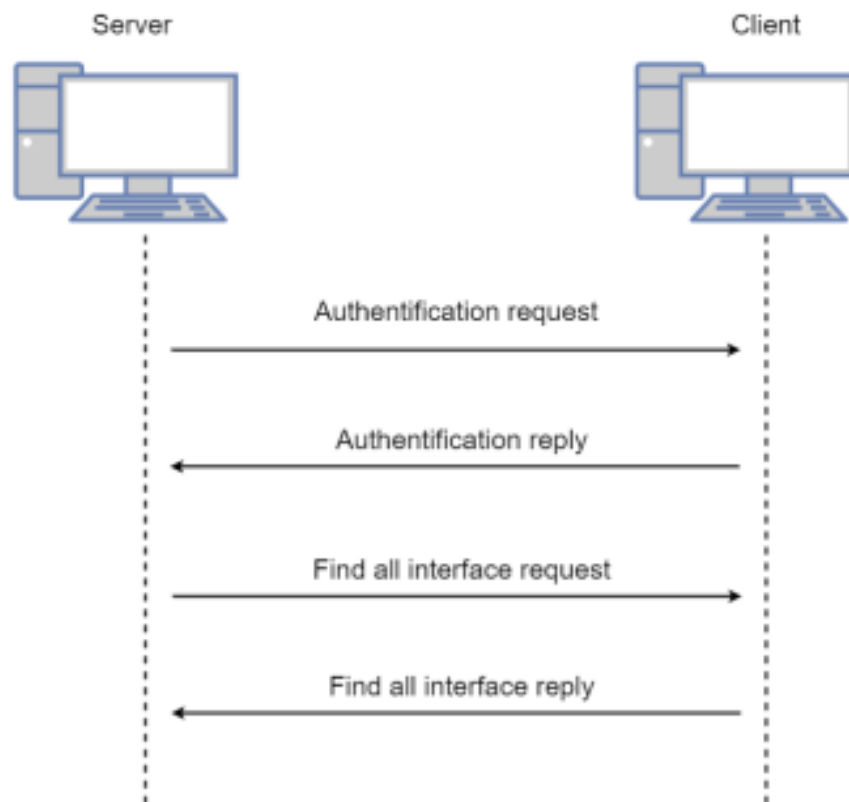 Server
Client
Authentification request
Authentification reply
Find all interface request
Find all interface reply